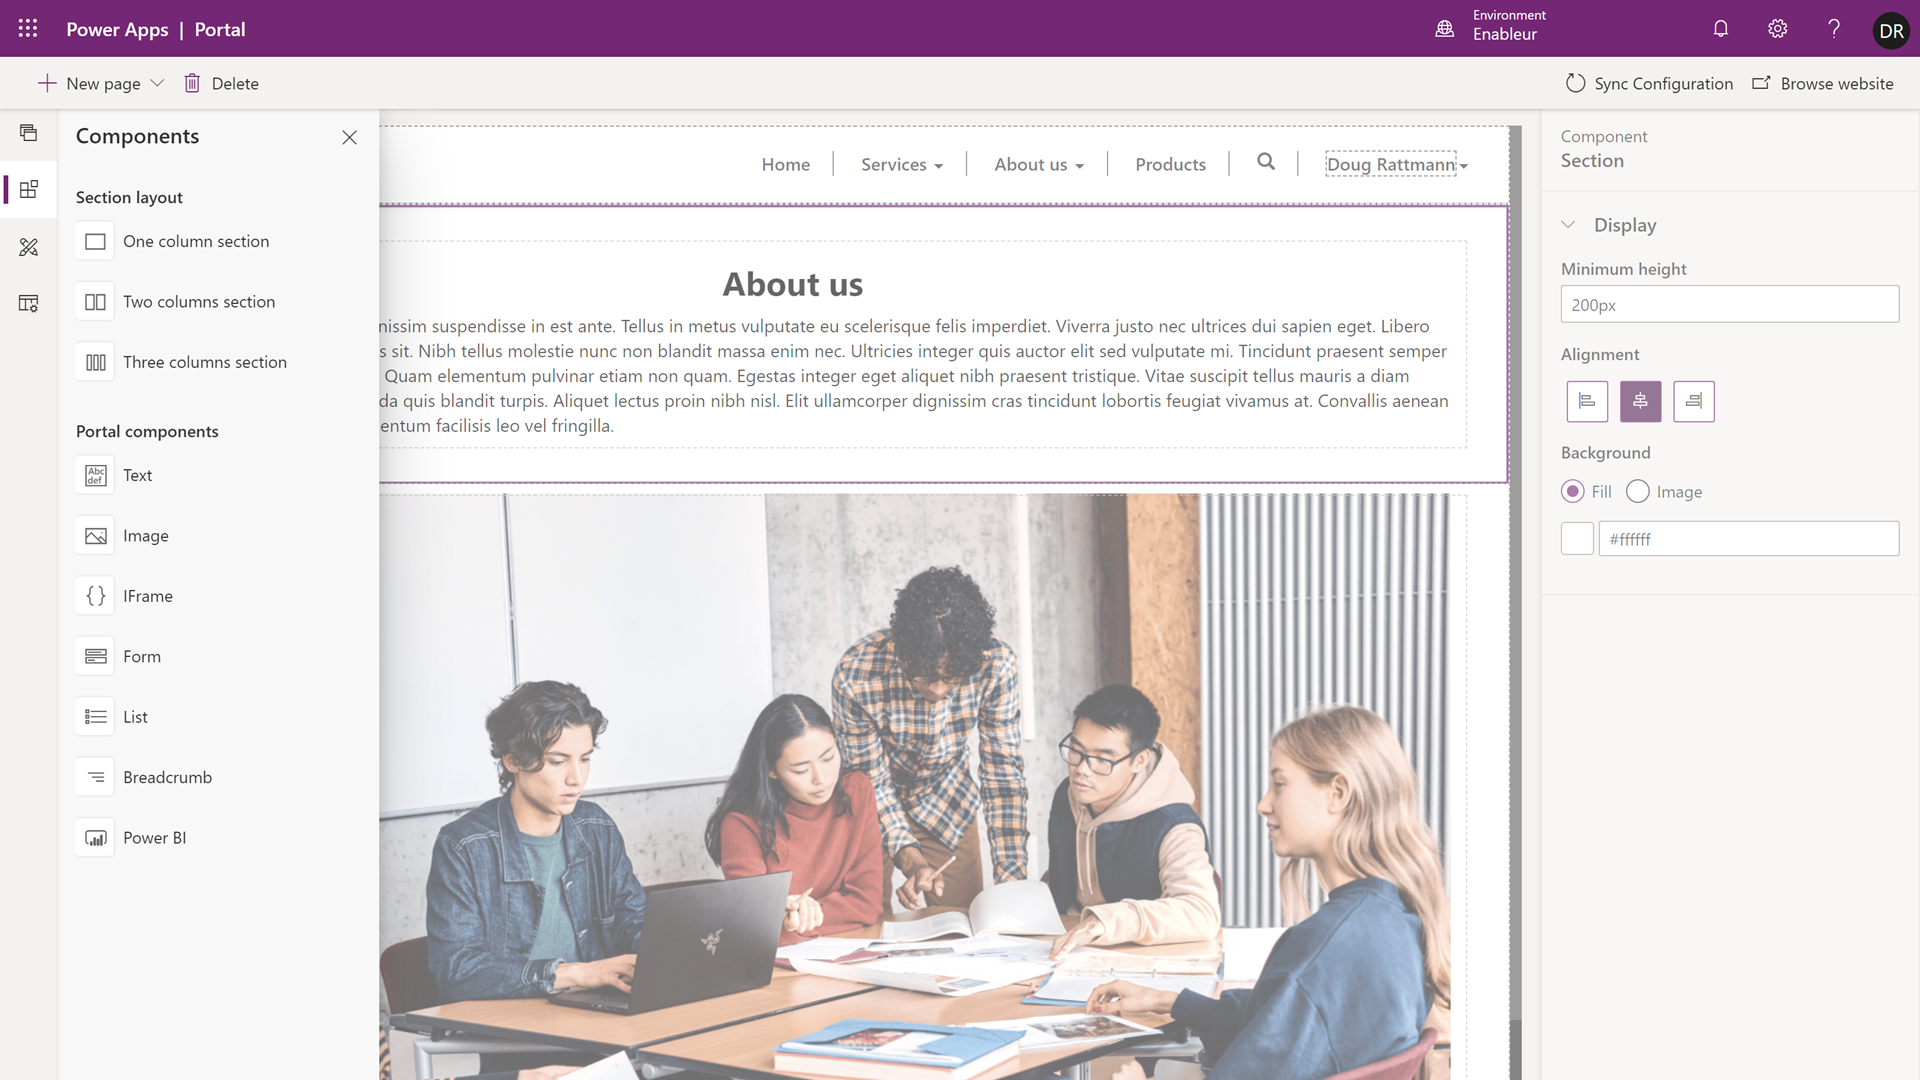 Power Apps | Portal
Environment
Enableur
DR
New page
Delete
Sync Configuration
Browse website
Components
Section layout
One column section
Two columns section
Three columns section
Portal components
Abc
def
Text
Image
IFrame
Form
List
Breadcrumb
Power BI
Home
Services
About us
Products
Doug Rattmann
About us
nissim suspendisse in est ante. Tellus in metus vulputate eu scelerisque felis imperdiet. Viverra justo nec ultrices dui sapien eget. Libero
s sit. Nibh tellus molestie nunc non blandit massa enim nec. Ultricies integer quis auctor elit sed vulputate mi. Tincidunt praesent semper
Quam elementum pulvinar etiam non quam. Egestas integer eget aliquet nibh praesent tristique. Vitae suscipit tellus mauris a diam
da quis blandit turpis. Aliquet lectus proin nibh nisl. Elit ullamcorper dignissim cras tincidunt lobortis feugiat vivamus at. Convallis aenean
entum facilisis leo vel fringilla.
Component
Section
Display
Minimum height
200px
Alignment
Background
Fill
Image
#ffffff